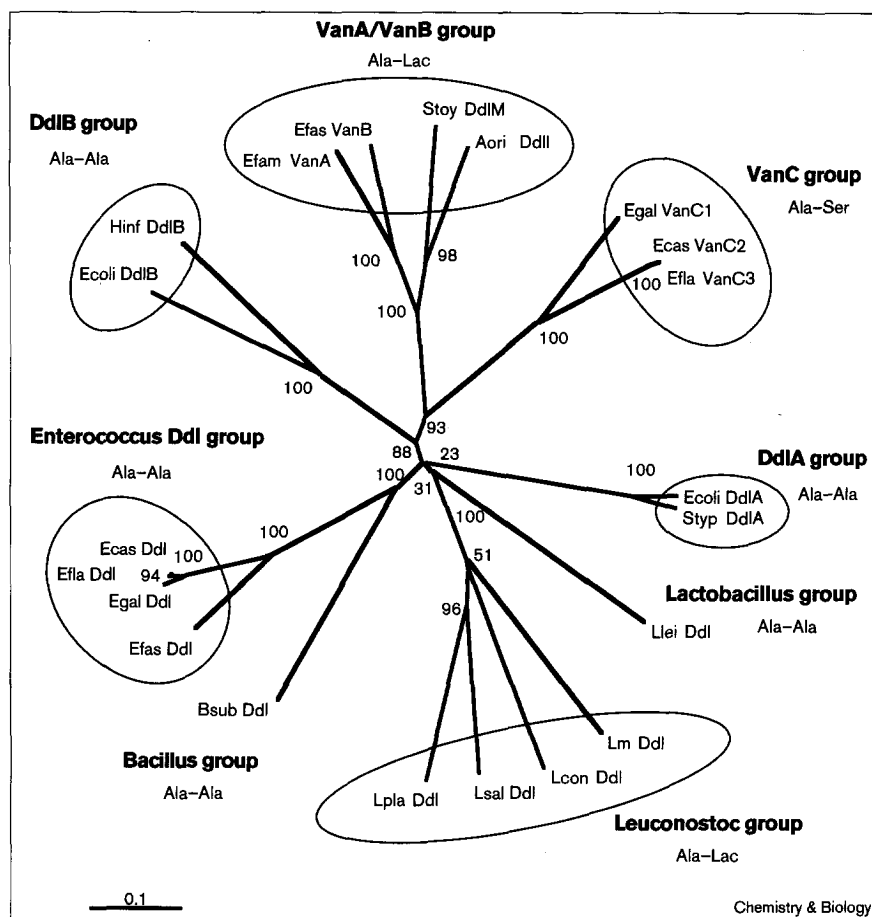 VanA/VanB group
Ala–Lac
DdlB group
Ala–Ala
Efas VanB
Efam VanA
Stoy DdlM
Aori DdlI
VanC group
Ala–Ser
Hinf DdlB
Ecoli DdlB
Egal VanC1
Ecas VanC2
100 Efla VanC3
100
98
100
100
100
93
Enterococcus Ddl group
Ala–Ala
88
23
100
31
DdlA group
Ala–Ala
100
Ecoli DdlA
Styp DdlA
100
100
Ecas Ddl
100
Efla Ddl
94
Egal Ddl
Efas Ddl
51
96
Lactobacillus group
Ala–Ala
Llei Ddl
Bsub Ddl
Bacillus group
Ala–Ala
Lm Ddl
Lcon Ddl
Lsal Ddl
Lpla Ddl
Leuconostoc group
Ala–Lac
0.1
Chemistry & Biology